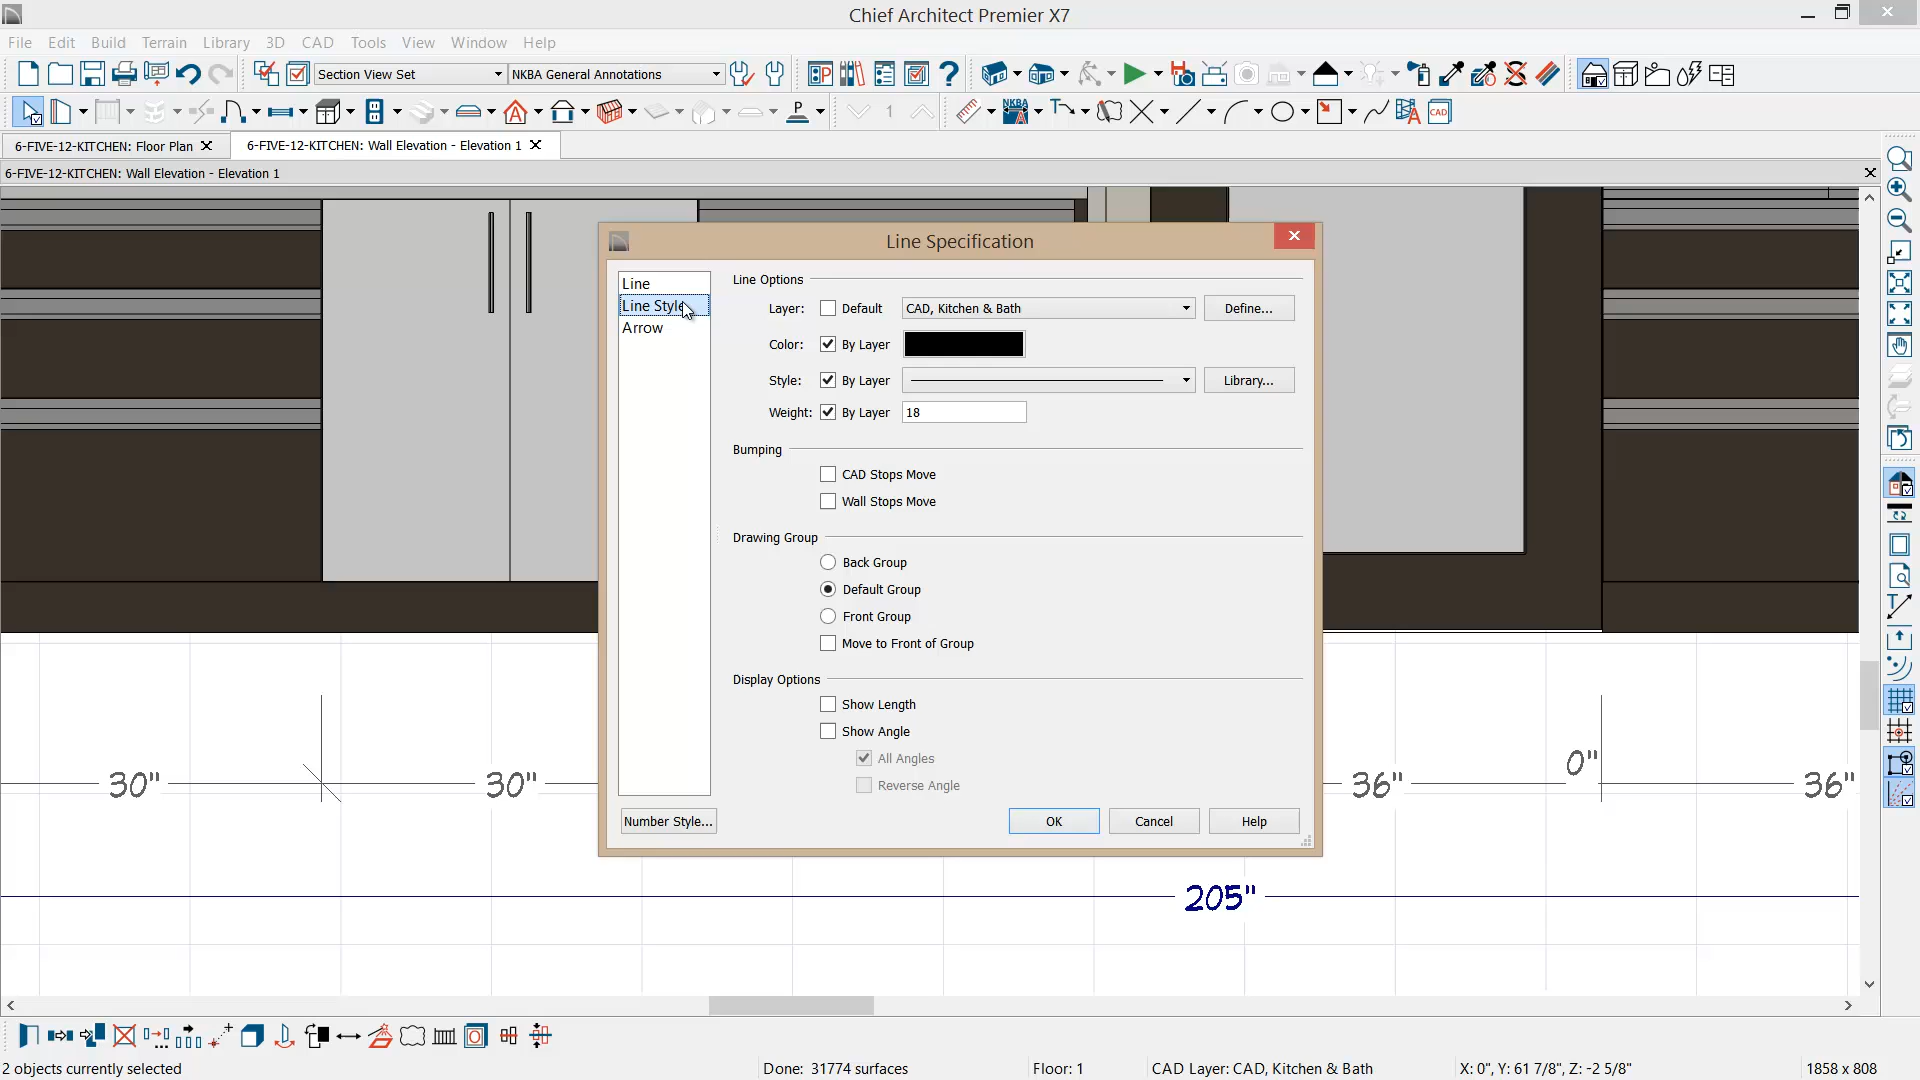 Chief Architect Premier X7
File Edit Build Terrain Library 3D CAD Tools View Window Help
Section View Set NKBA General Annotations
NKBA P 1 CAD
6-FIVE-12-KITCHEN: Floor Plan 6-FIVE-12-KITCHEN: Wall Elevation - Elevation 1
6-FIVE-12-KITCHEN: Wall Elevation - Elevation 1
Line Specification
Line
Line Style
Arrow
Line Options
Layer: Default CAD, Kitchen & Bath Define...
Color: By Layer
Style: By Layer Library...
Weight: By Layer 18
Bumping
CAD Stops Move
Wall Stops Move
Drawing Group
Back Group
Default Group
Front Group
Move to Front of Group
Display Options
Show Length
Show Angle
All Angles
Reverse Angle
Number Style... OK Cancel Help
30" 30" 36" 0" 36"
205"
2 objects currently selected Done: 31774 surfaces Floor: 1 CAD Layer: CAD, Kitchen & Bath X: 0", Y: 61 7/8", Z: -2 5/8" 1858 x 808